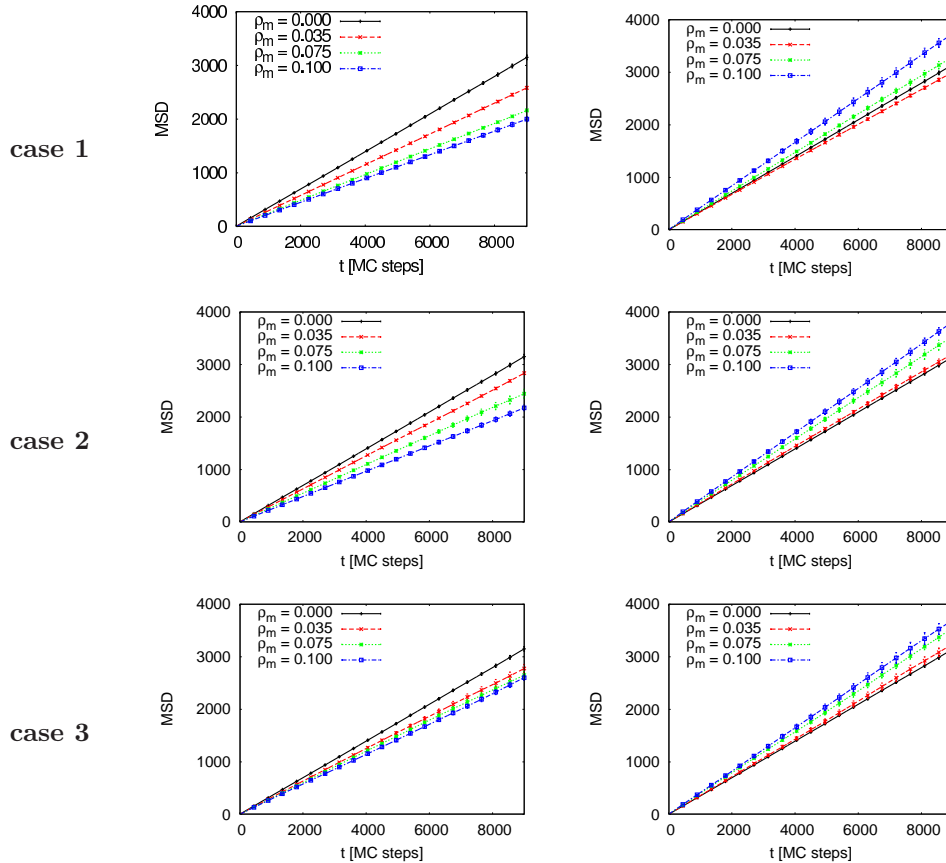 case 1
MSD
4000
3000
2000
1000
0
ρm = 0.000
ρm = 0.035
ρm = 0.075
ρm = 0.100
0 2000 4000 6000 8000
t [MC steps]
MSD
4000
3000
2000
1000
0
ρm = 0.000
ρm = 0.035
ρm = 0.075
ρm = 0.100
0 2000 4000 6000 8000
t [MC steps]
case 2
MSD
4000
3000
2000
1000
0
ρm = 0.000
ρm = 0.035
ρm = 0.075
ρm = 0.100
0 2000 4000 6000 8000
t [MC steps]
MSD
4000
3000
2000
1000
0
ρm = 0.000
ρm = 0.035
ρm = 0.075
ρm = 0.100
0 2000 4000 6000 8000
t [MC steps]
case 3
MSD
4000
3000
2000
1000
0
ρm = 0.000
ρm = 0.035
ρm = 0.075
ρm = 0.100
0 2000 4000 6000 8000
t [MC steps]
MSD
4000
3000
2000
1000
0
ρm = 0.000
ρm = 0.035
ρm = 0.075
ρm = 0.100
0 2000 4000 6000 8000
t [MC steps]